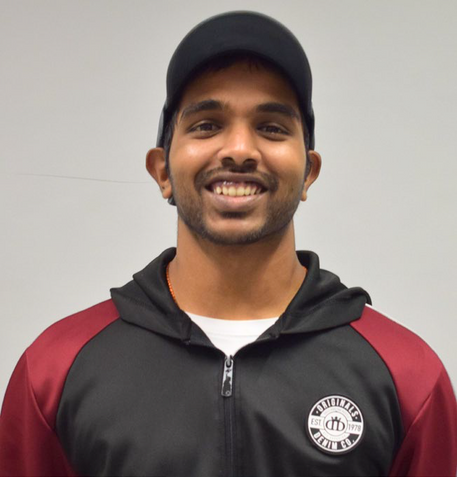 ORIGINALS
EST 1978
DENIM CO.